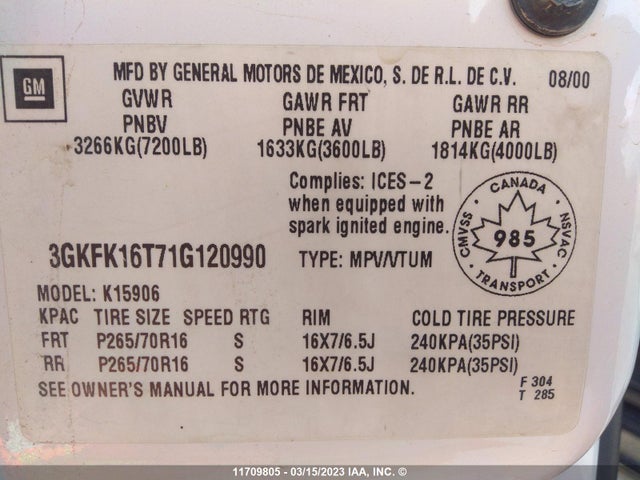 GM
MFD BY GENERAL MOTORS DE MEXICO, S. DE R.L. DE C.V. 08/00
GVWR GAWR FRT GAWR RR
PNBV PNBE AV PNBE AR
3266KG(7200LB) 1633KG(3600LB) 1814KG(4000LB)
Complies: ICES-2
when equipped with
spark ignited engine.
CANADA
CMVSS 985 NSVAC
TRANSPORT
3GKFK16T71G120990 TYPE: MPV/VTUM
MODEL: K15906
KPAC TIRE SIZE SPEED RTG RIM COLD TIRE PRESSURE
FRT P265/70R16 S 16X7/6.5J 240KPA(35PSI)
RR P265/70R16 S 16X7/6.5J 240KPA(35PSI)
SEE OWNER'S MANUAL FOR MORE INFORMATION.
F 304
T 285
11709805 - 03/15/2023 IAA, INC. ©